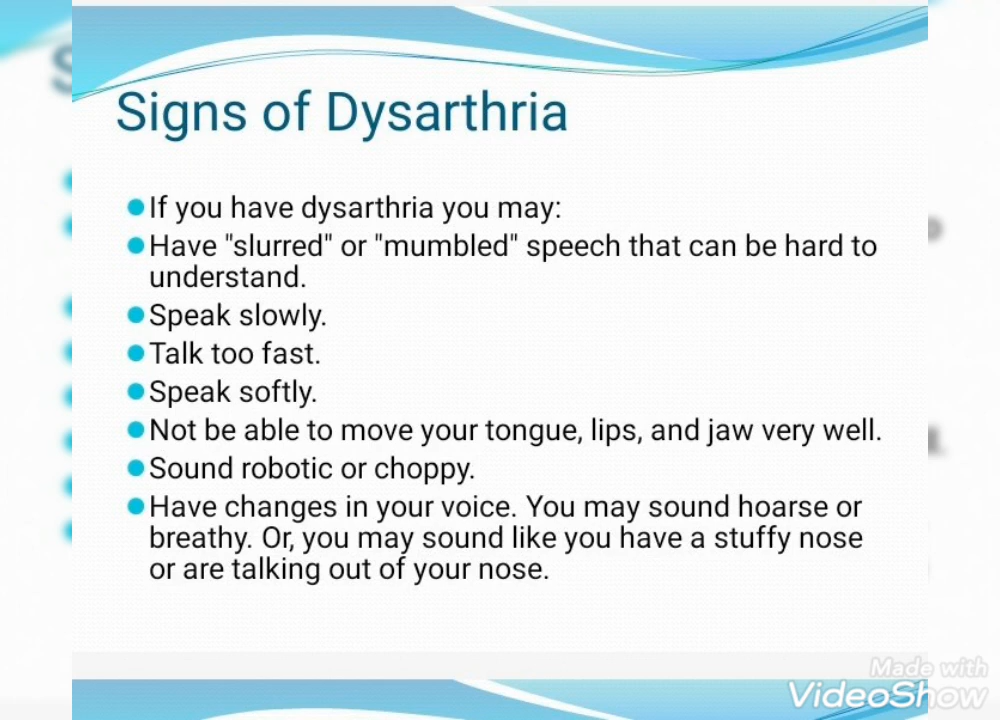 Signs of Dysarthria
If you have dysarthria you may:
Have "slurred" or "mumbled" speech that can be hard to
understand.
Speak slowly.
Talk too fast.
Speak softly.
Not be able to move your tongue, lips, and jaw very well.
Sound robotic or choppy.
Have changes in your voice. You may sound hoarse or
breathy. Or, you may sound like you have a stuffy nose
or are talking out of your nose.
Made with
VideoShow